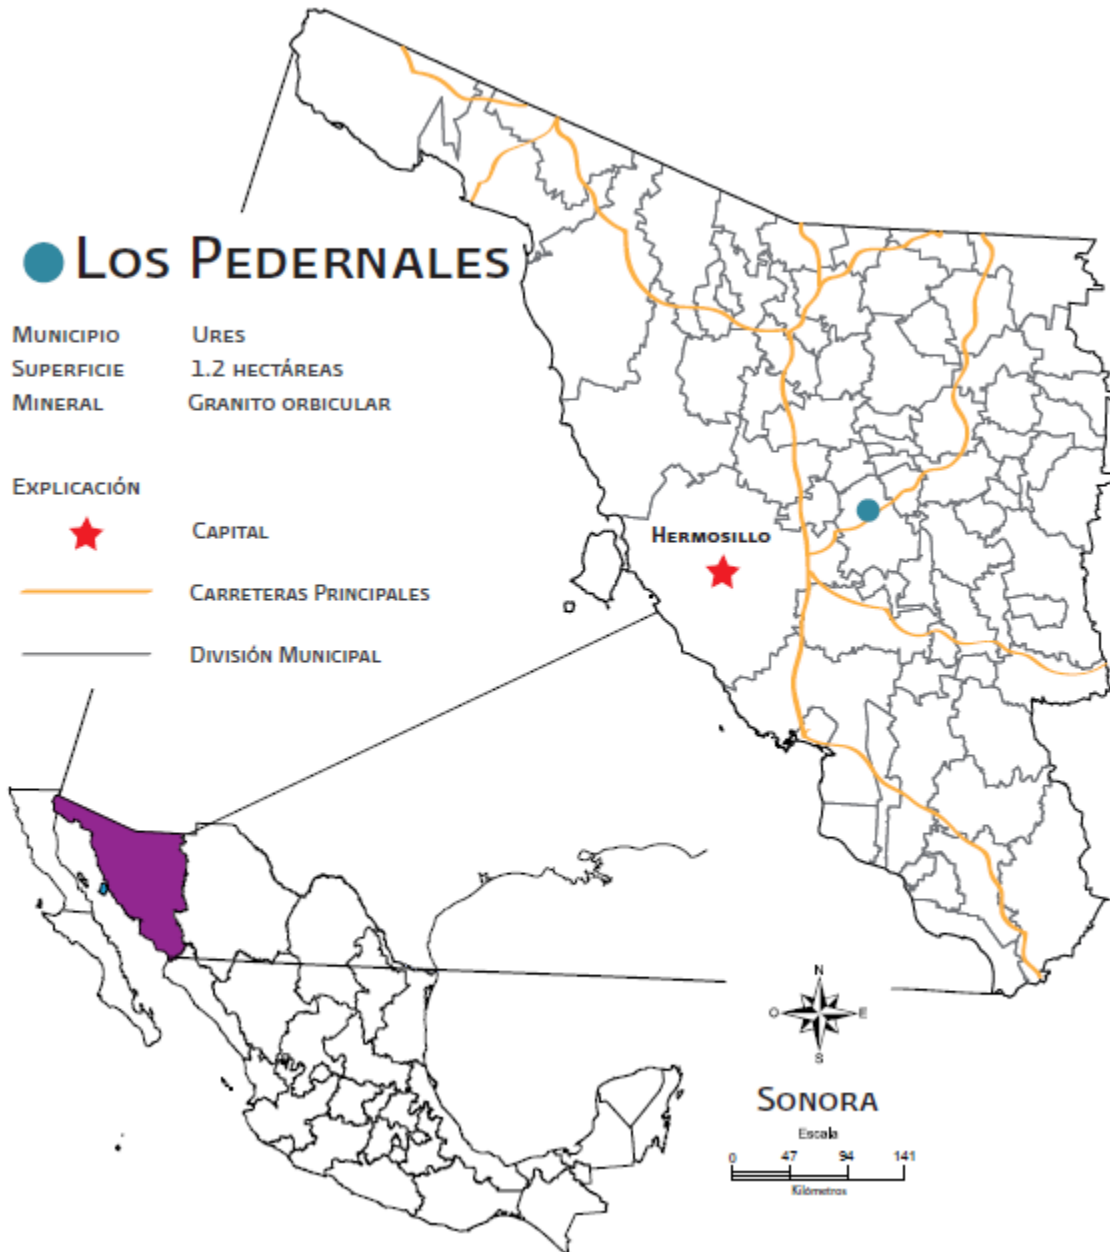 Los Pedernales
Municipio Ures
Superficie 1.2 hectáreas
Mineral Granito orbicular
Explicación
Capital
Carreteras Principales
División Municipal
Hermosillo
N
O E
S
Sonora
Escala
0 47 94 141
Kilómetros